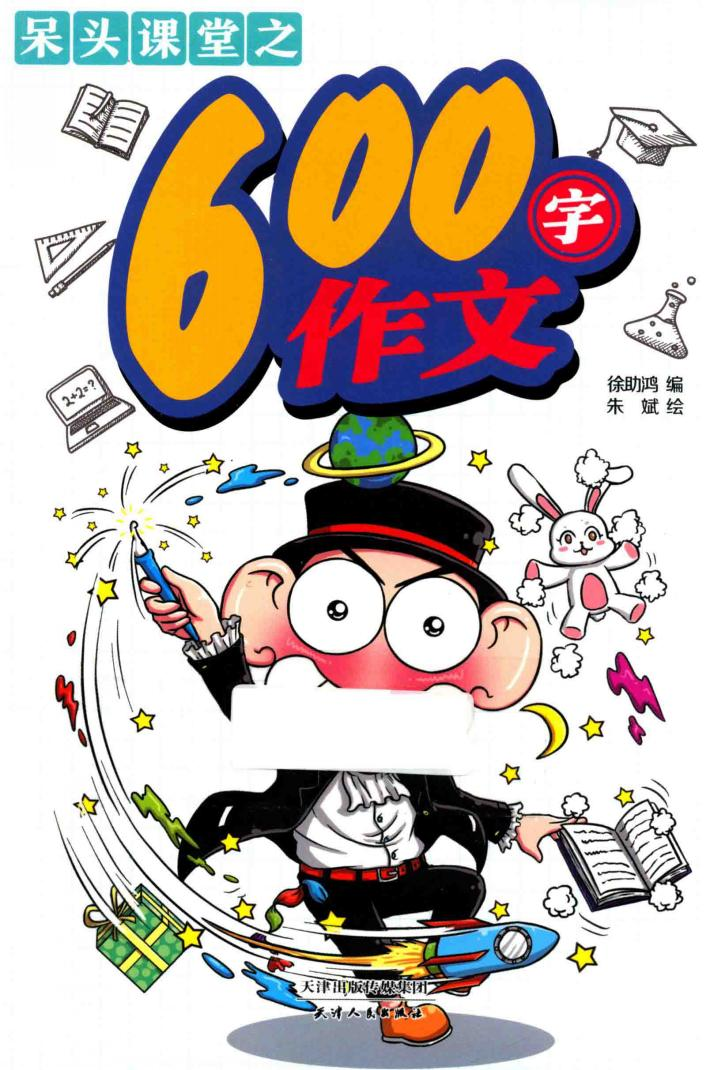 呆头课堂之
600字
作文
徐助鸿 编
朱斌 绘
2+2=?
天津出版传媒集团
天津人民出版社